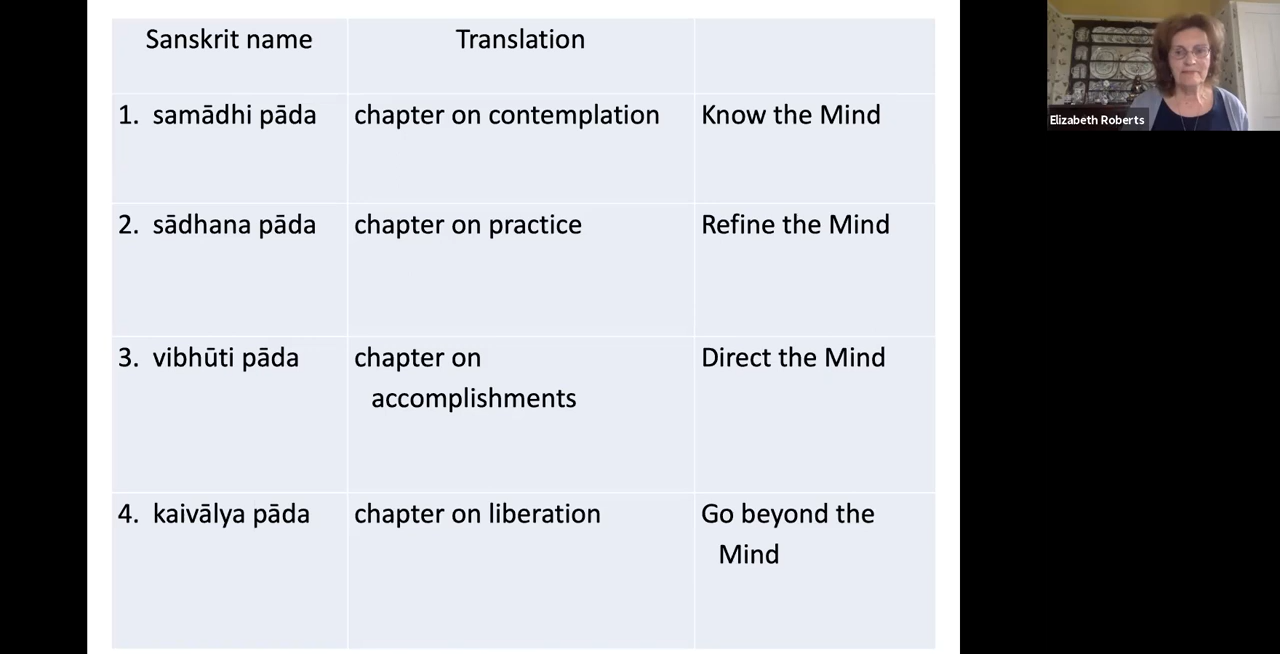 Sanskrit name Translation
1. samādhi pāda chapter on contemplation Know the Mind
2. sādhana pāda chapter on practice Refine the Mind
3. vibhūti pāda chapter on Direct the Mind
accomplishments
4. kaivālya pāda chapter on liberation Go beyond the
Mind
Elizabeth Roberts